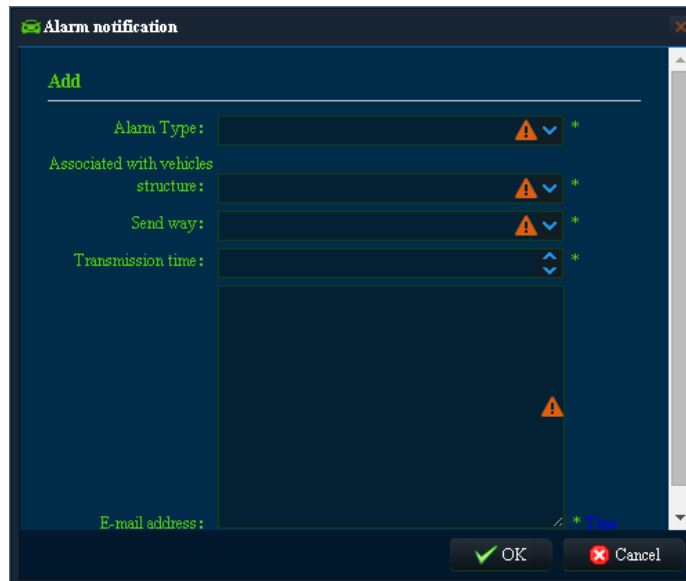 Alarm notification
Add
Alarm Type: *
Associated with vehicles
structure: *
Send way: *
Transmission time: *
E-mail address: *
OK Cancel